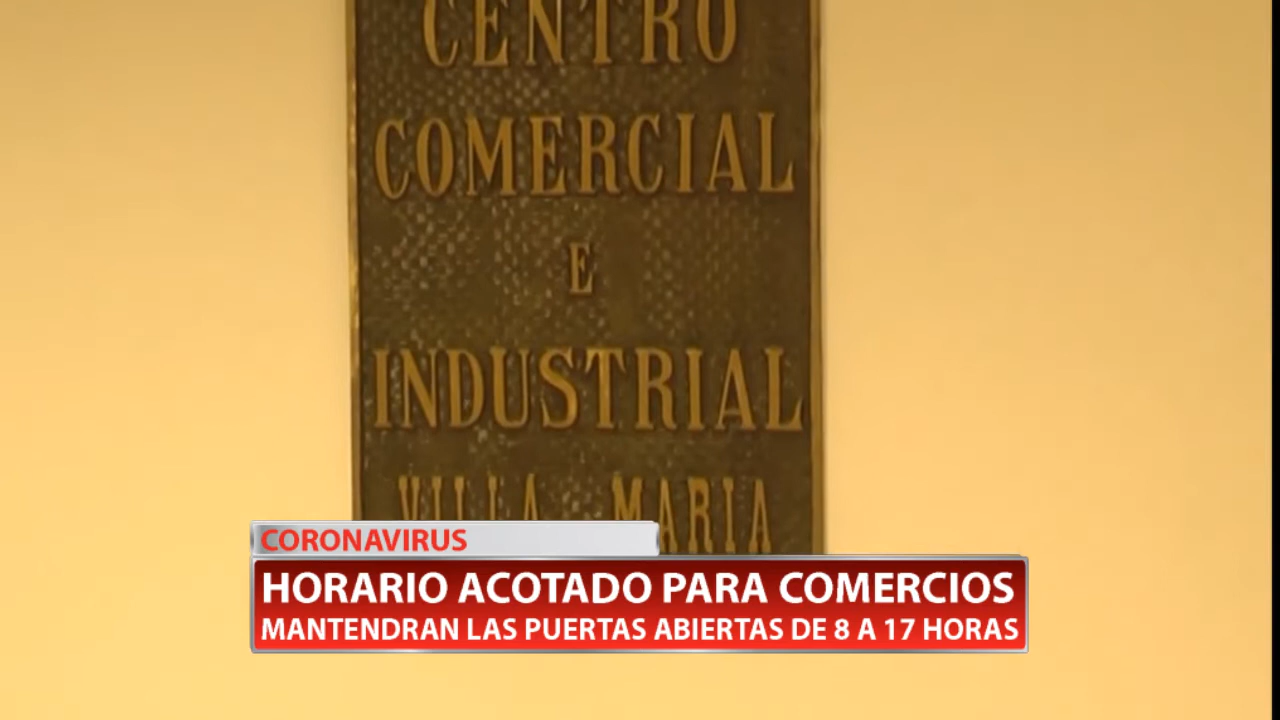 CENTRO
COMERCIAL
E
INDUSTRIAL
VILLA MARIA
CORONAVIRUS
HORARIO ACOTADO PARA COMERCIOS
MANTENDRAN LAS PUERTAS ABIERTAS DE 8 A 17 HORAS